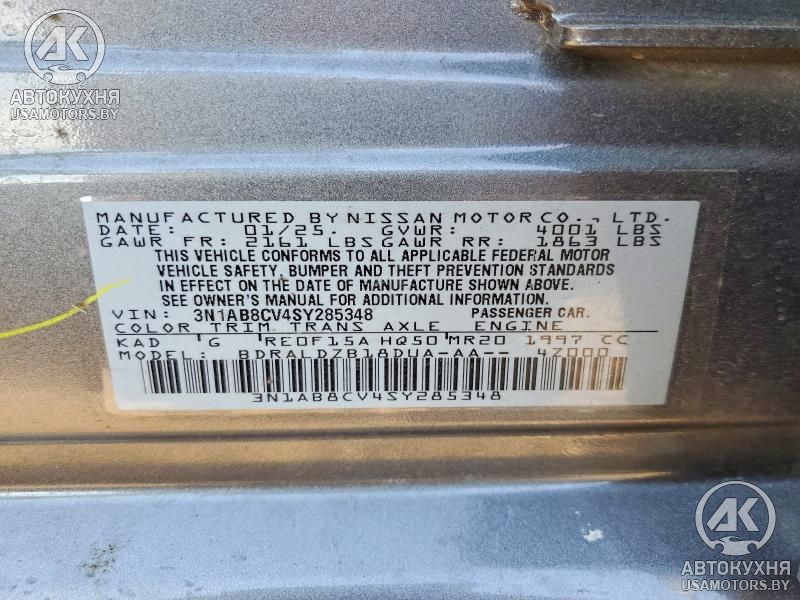 AK
АВТОКУХНЯ
USAMOTORS.BY
MANUFACTURED BY NISSAN MOTOR CO., LTD.
DATE: 01/25. GVWR: 4001 LBS
GAWR FR: 2161 LBS GAWR RR: 1863 LBS
THIS VEHICLE CONFORMS TO ALL APPLICABLE FEDERAL MOTOR
VEHICLE SAFETY, BUMPER AND THEFT PREVENTION STANDARDS
IN EFFECT ON THE DATE OF MANUFACTURE SHOWN ABOVE.
SEE OWNER'S MANUAL FOR ADDITIONAL INFORMATION.
VIN: 3N1AB8CV4SY285348 PASSENGER CAR.
COLOR TRIM TRANS AXLE ENGINE
KAD G RE0F15A HQ50 MR20 1997 CC
MODEL: BDRALDZB18DUA-AA-- 4Z000
3N1AB8CV4SY285348
AK
АВТОКУХНЯ
USAMOTORS.BY